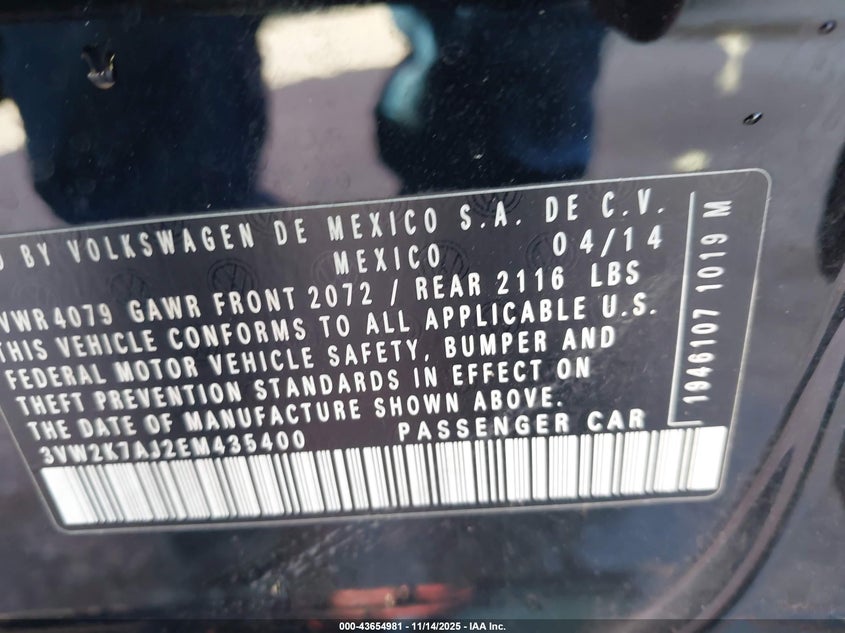 BY VOLKSWAGEN DE MEXICO S.A. DE C.V.
MEXICO 04/14
VWR4079 GAWR FRONT 2072 / REAR 2116 LBS
THIS VEHICLE CONFORMS TO ALL APPLICABLE U.S.
FEDERAL MOTOR VEHICLE SAFETY, BUMPER AND
THEFT PREVENTION STANDARDS IN EFFECT ON
THE DATE OF MANUFACTURE SHOWN ABOVE.
3VW2K7AJ2EM435400 PASSENGER CAR
1946107 1019 M
000-43654981 - 11/14/2025 - IAA Inc.